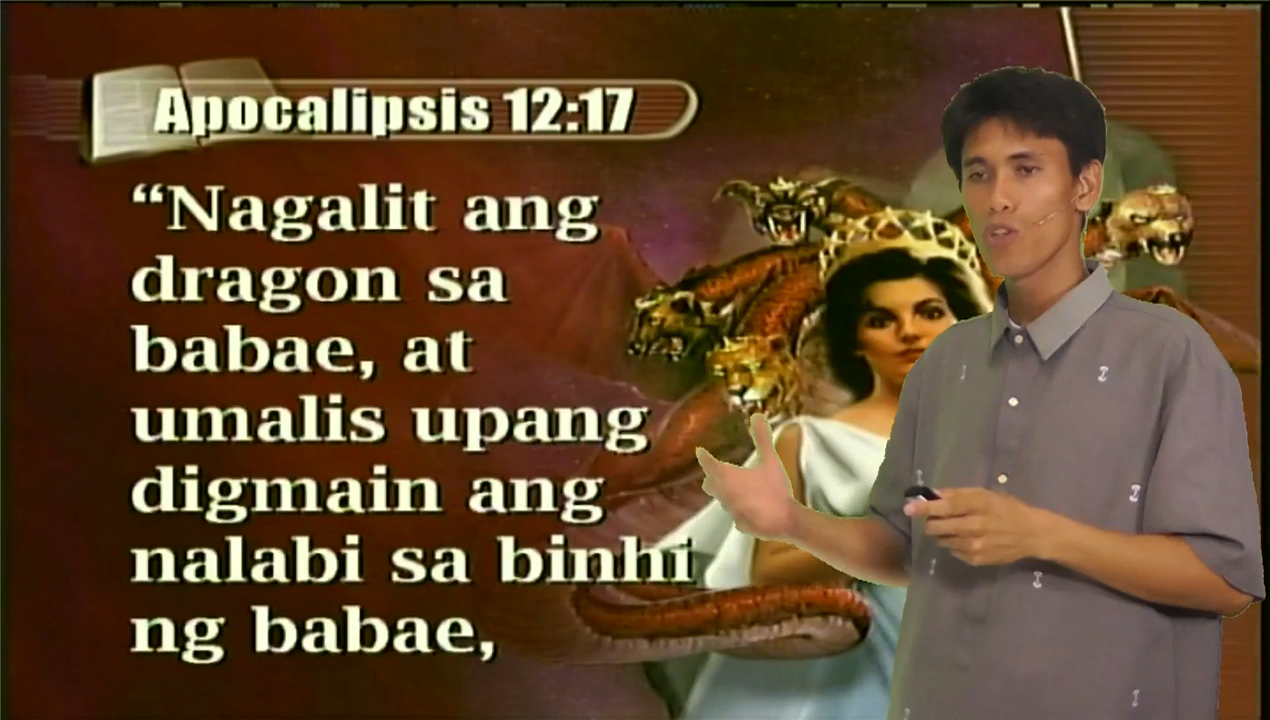 Apocalipsis 12:17
“Nagalit ang
dragon sa
babae, at
umalis upang
digmain ang
nalabi sa binhi
ng babae,